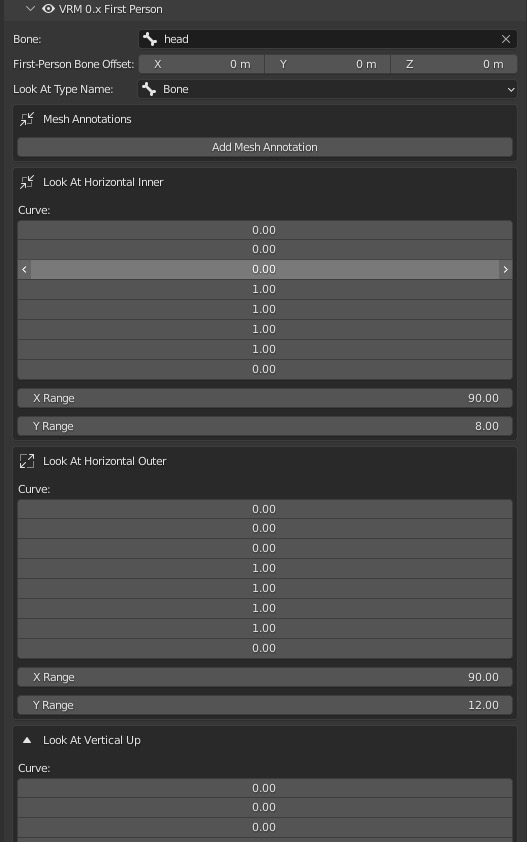 VRM 0.x First Person
Bone: head
First-Person Bone Offset: X 0 m Y 0 m Z 0 m
Look At Type Name: Bone
Mesh Annotations
Add Mesh Annotation
Look At Horizontal Inner
Curve:
0.00
0.00
0.00
1.00
1.00
1.00
1.00
0.00
X Range 90.00
Y Range 8.00
Look At Horizontal Outer
Curve:
0.00
0.00
0.00
1.00
1.00
1.00
1.00
0.00
X Range 90.00
Y Range 12.00
Look At Vertical Up
Curve:
0.00
0.00
0.00